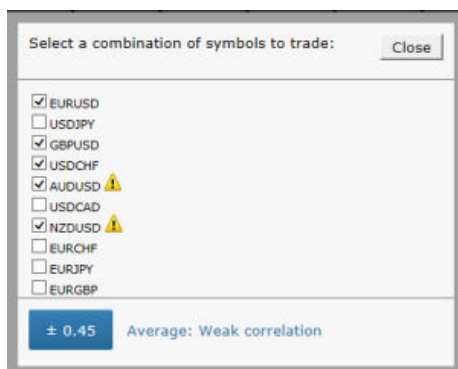 Select a combination of symbols to trade:
Close
EURUSD
USDJPY
GBPUSD
USDCHF
AUDUSD
USDCAD
NZDUSD
EURCHF
EURJPY
EURGBP
± 0.45
Average: Weak correlation